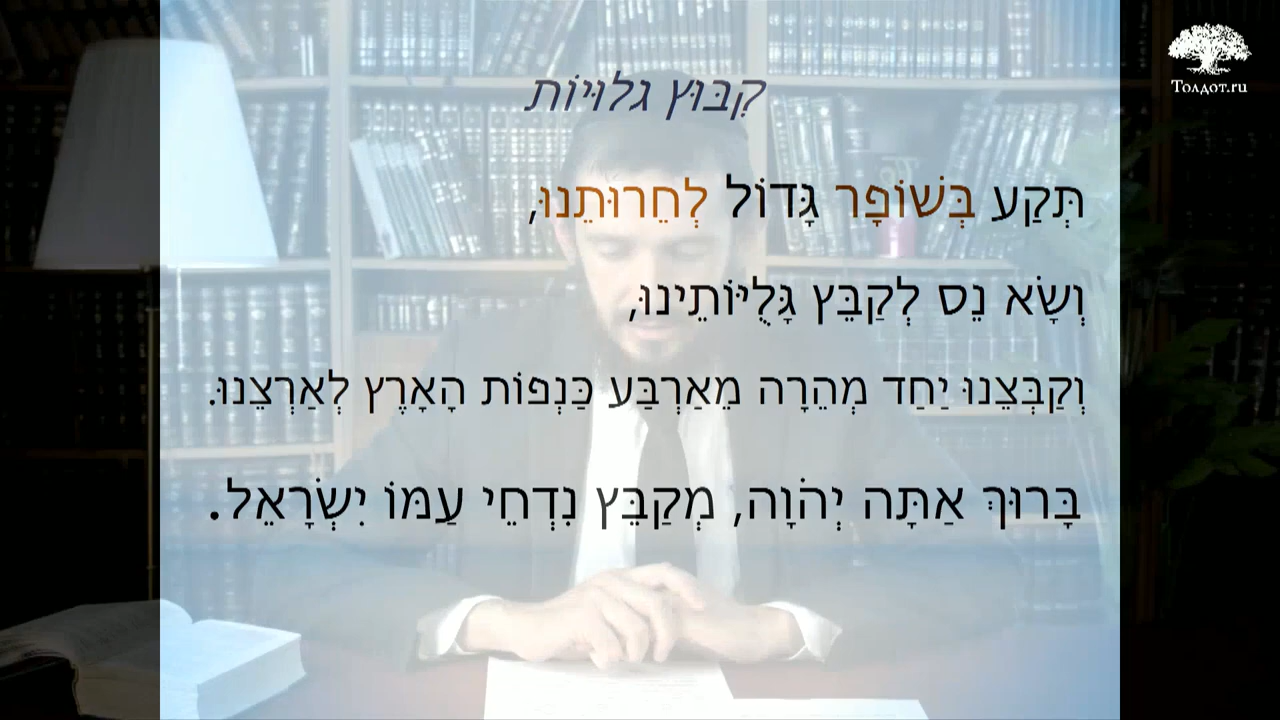 קִבּוּץ גלוּיוֹת
תְּקַע בְּשׁוֹפָר גָּדוֹל לְחֵרוּתֵנוּ,
וְשָׂא נֵס לְקַבֵּץ גָּלֻיּוֹתֵינוּ,
וְקַבְּצֵנוּ יַחַד מְהֵרָה מֵאַרְבַּע כַּנְפוֹת הָאָרֶץ לְאַרְצֵנוּ.
בָּרוּךְ אַתָּה יְהֹוָה, מְקַבֵּץ נִדְחֵי עַמּוֹ יִשְׂרָאֵל.
Толдот.ru